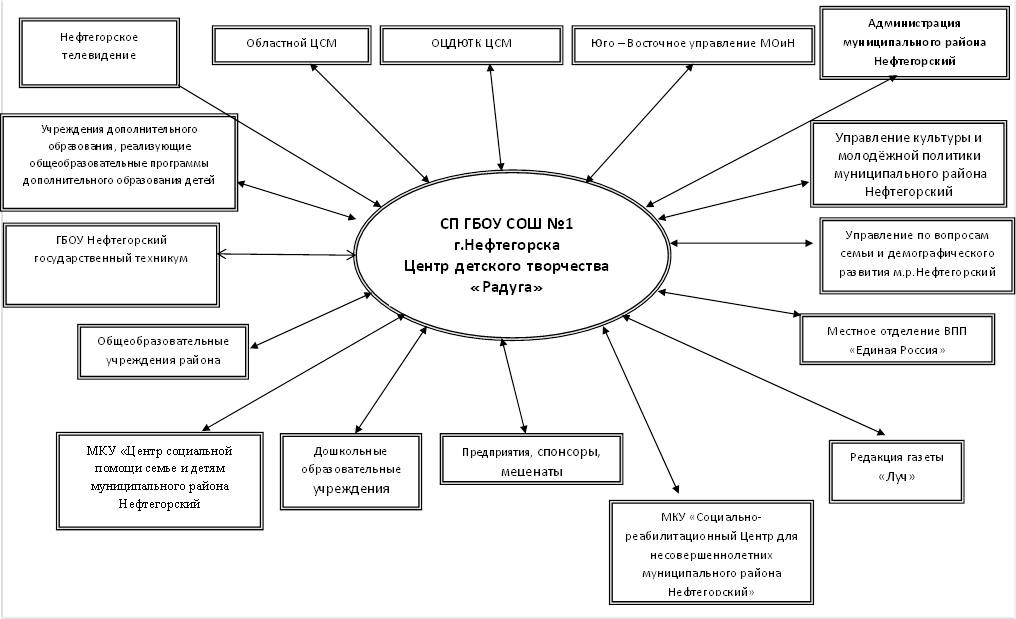 Нефтегорское
телевидение
Областной ЦСМ
ОЦДЮТК ЦСМ
Юго – Восточное управление МОиН
Администрация
муниципального района
Нефтегорский
Учреждения дополнительного
образования, реализующие
общеобразовательные программы
дополнительного образования детей
Управление культуры и
молодёжной политики
муниципального района
Нефтегорский
СП ГБОУ СОШ №1
г.Нефтегорска
Центр детского творчества
«Радуга»
ГБОУ Нефтегорский
государственный техникум
Управление по вопросам
семьи и демографического
развития м.р.Нефтегорский
Общеобразовательные
учреждения района
Местное отделение ВПП
«Единая Россия»
МКУ «Центр социальной
помощи семье и детям
муниципального района
Нефтегорский
Дошкольные
образовательные
учреждения
Предприятия, спонсоры,
меценаты
Редакция газеты
«Луч»
МКУ «Социально-
реабилитационный Центр для
несовершеннолетних
муниципального района
Нефтегорский»